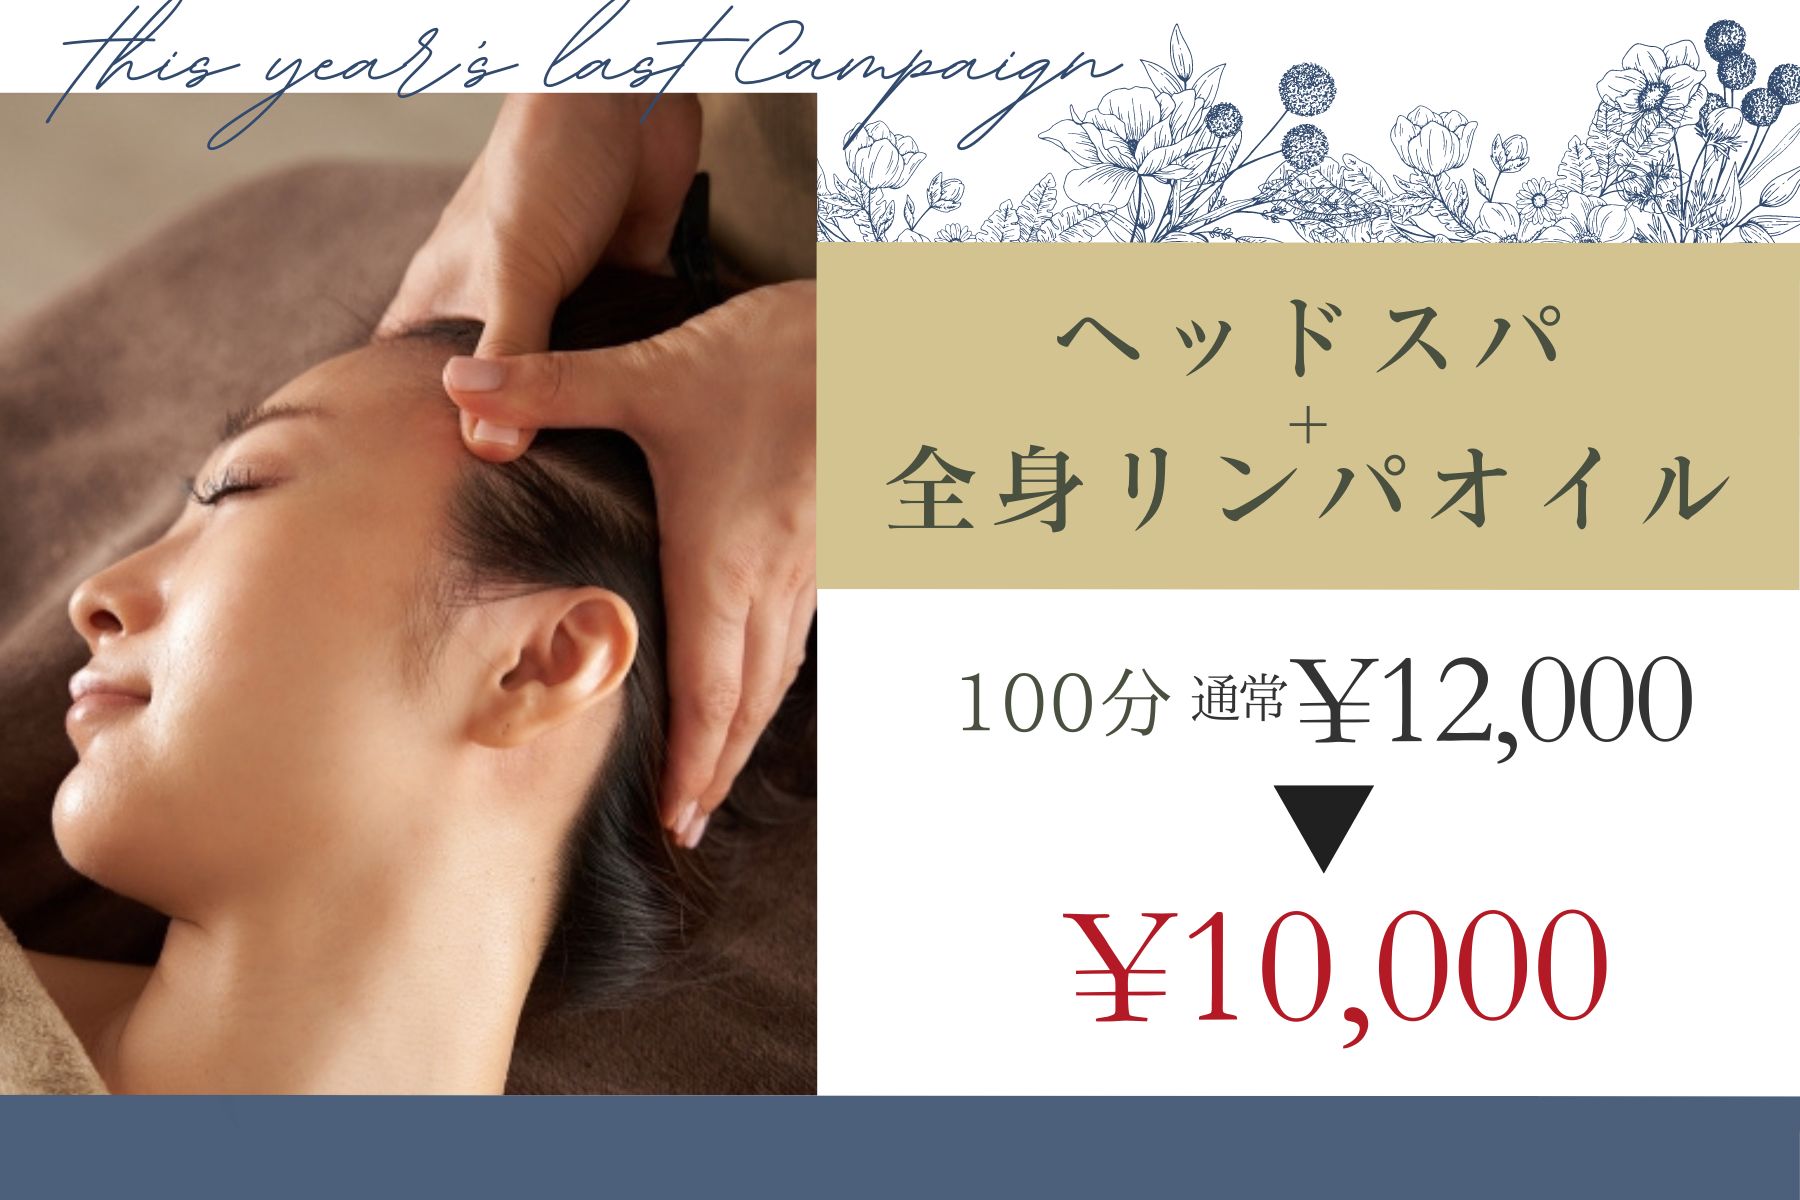 this year's last Campaign
ヘッドスパ
+
全身リンパオイル
100分 通常¥12,000
▼
¥10,000